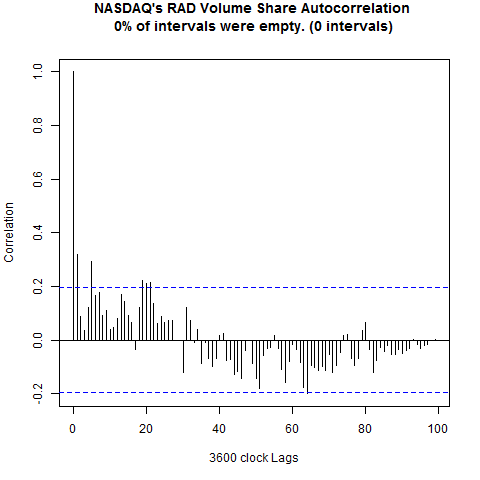 NASDAQ's RAD Volume Share Autocorrelation
0% of intervals were empty. (0 intervals)
Correlation
1.0
0.8
0.6
0.4
0.2
0.0
-0.2
0 20 40 60 80 100
3600 clock Lags